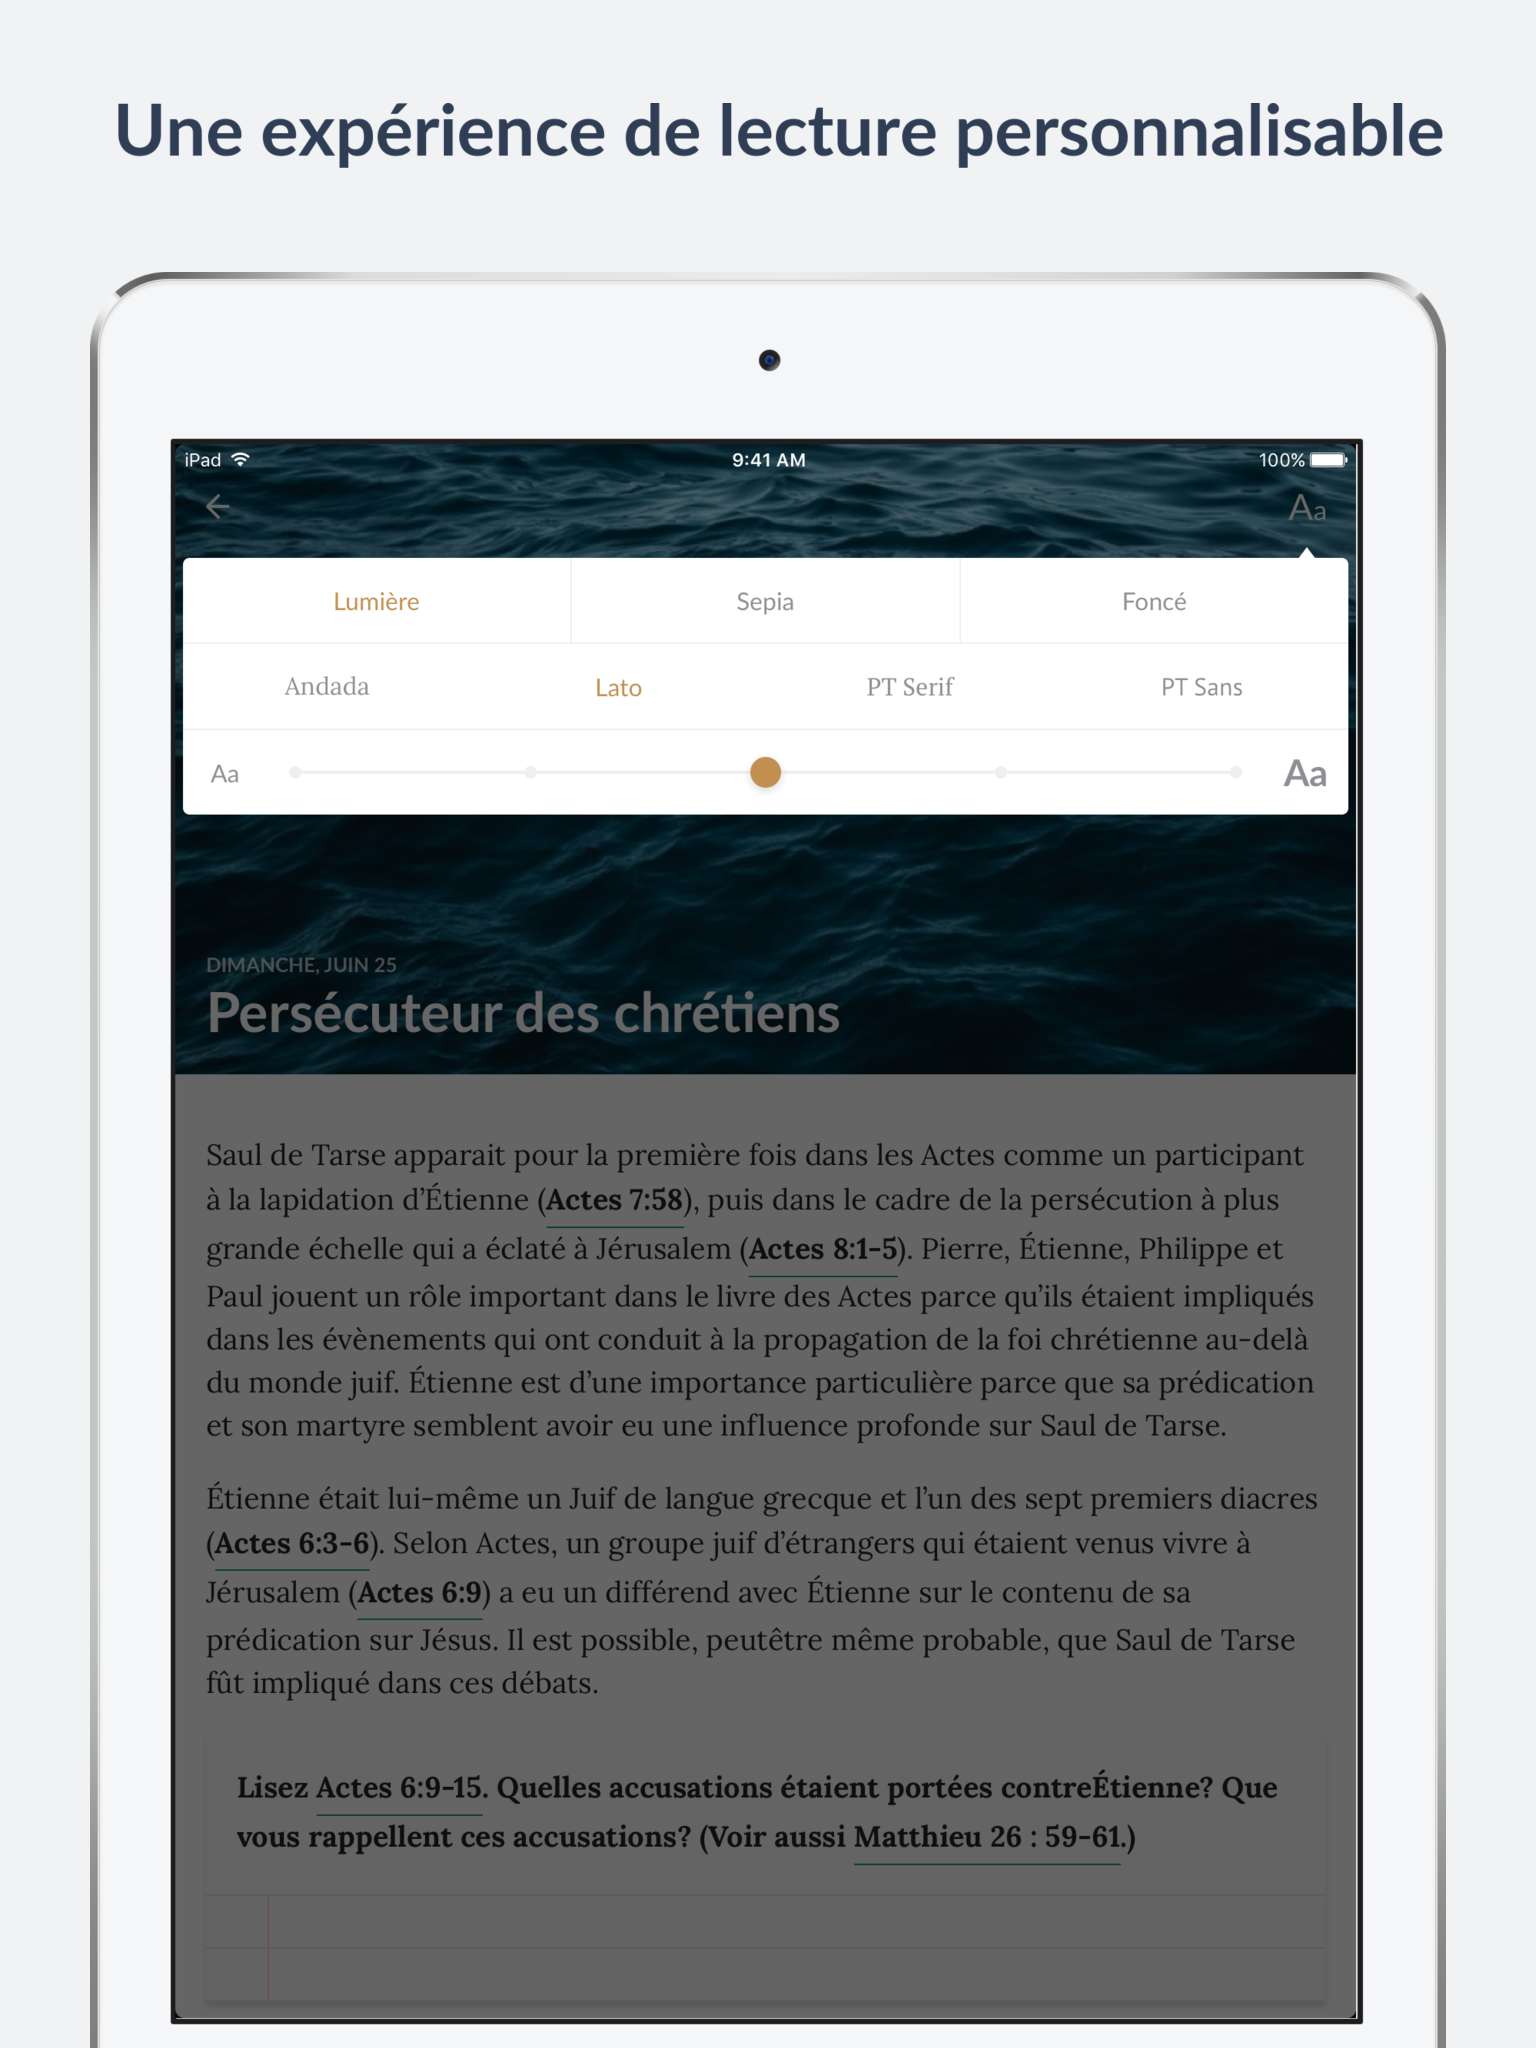 Une expérience de lecture personnalisable
iPad
9:41 AM
100%
Aa
Lumière
Sepia
Foncé
Andada
Lato
PT Serif
PT Sans
Aa
Aa
DIMANCHE, JUIN 25
Persécuteur des chrétiens
Saul de Tarse apparait pour la première fois dans les Actes comme un participant
à la lapidation d’Étienne (Actes 7:58), puis dans le cadre de la persécution à plus
grande échelle qui a éclaté à Jérusalem (Actes 8:1-5). Pierre, Étienne, Philippe et
Paul jouent un rôle important dans le livre des Actes parce qu’ils étaient impliqués
dans les évènements qui ont conduit à la propagation de la foi chrétienne au-delà
du monde juif. Étienne est d’une importance particulière parce que sa prédication
et son martyre semblent avoir eu une influence profonde sur Saul de Tarse.
Étienne était lui-même un Juif de langue grecque et l’un des sept premiers diacres
(Actes 6:3-6). Selon Actes, un groupe juif d’étrangers qui étaient venus vivre à
Jérusalem (Actes 6:9) a eu un différend avec Étienne sur le contenu de sa
prédication sur Jésus. Il est possible, peutêtre même probable, que Saul de Tarse
fût impliqué dans ces débats.
Lisez Actes 6:9-15. Quelles accusations étaient portées contreÉtienne? Que
vous rappellent ces accusations? (Voir aussi Matthieu 26 : 59-61.)